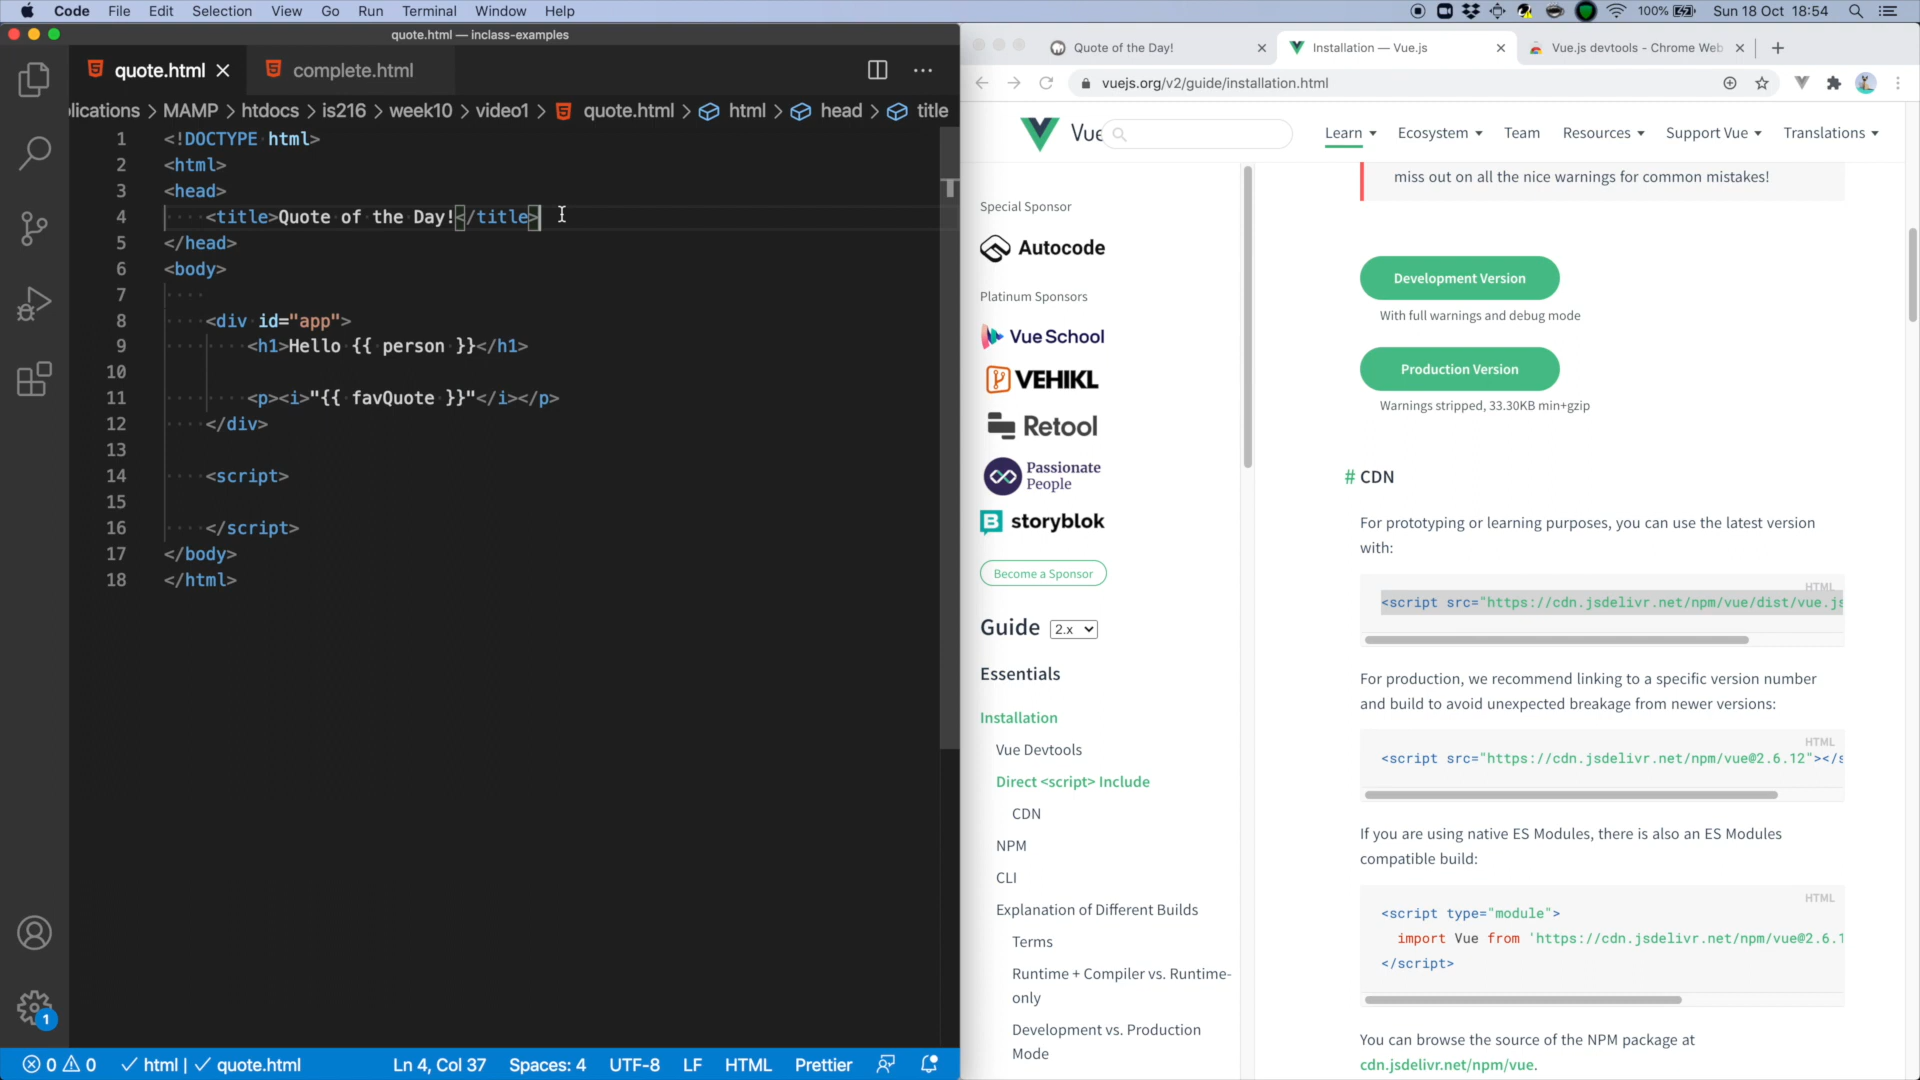 Code File Edit Selection View Go Run Terminal Window Help
100% Sun 18 Oct 18:54
quote.html — inclass-examples
quote.html complete.html
plications > MAMP > htdocs > is216 > week10 > video1 > quote.html > html > head > title
1 <!DOCTYPE html>
2 <html>
3 <head>
4 <title>Quote of the Day!</title>
5 </head>
6 <body>
7
8 <div id="app">
9 <h1>Hello {{ person }}</h1>
10
11 <p><i>"{{ favQuote }}"</i></p>
12 </div>
13
14 <script>
15
16 </script>
17 </body>
18 </html>
1
0 0 html | quote.html Ln 4, Col 37 Spaces: 4 UTF-8 LF HTML Prettier
Quote of the Day! Installation — Vue.js Vue.js devtools - Chrome Web
vuejs.org/v2/guide/installation.html
Vue Learn Ecosystem Team Resources Support Vue Translations
Special Sponsor
Autocode
Platinum Sponsors
Vue School
VEHIKL
Retool
Passionate
People
storyblok
Become a Sponsor
Guide 2.x
Essentials
Installation
Vue Devtools
Direct <script> Include
CDN
NPM
CLI
Explanation of Different Builds
Terms
Runtime + Compiler vs. Runtime-
only
Development vs. Production
Mode
miss out on all the nice warnings for common mistakes!
Development Version
With full warnings and debug mode
Production Version
Warnings stripped, 33.30KB min+gzip
# CDN
For prototyping or learning purposes, you can use the latest version
with:
HTML
<script src="https://cdn.jsdelivr.net/npm/vue/dist/vue.js
For production, we recommend linking to a specific version number
and build to avoid unexpected breakage from newer versions:
HTML
<script src="https://cdn.jsdelivr.net/npm/vue@2.6.12"></s
If you are using native ES Modules, there is also an ES Modules
compatible build:
HTML
<script type="module">
import Vue from 'https://cdn.jsdelivr.net/npm/vue@2.6.1
</script>
You can browse the source of the NPM package at
cdn.jsdelivr.net/npm/vue.